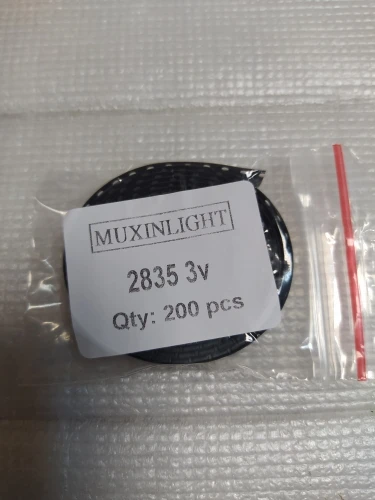 MUXINLIGHT
2835 3v
Qty: 200 pcs